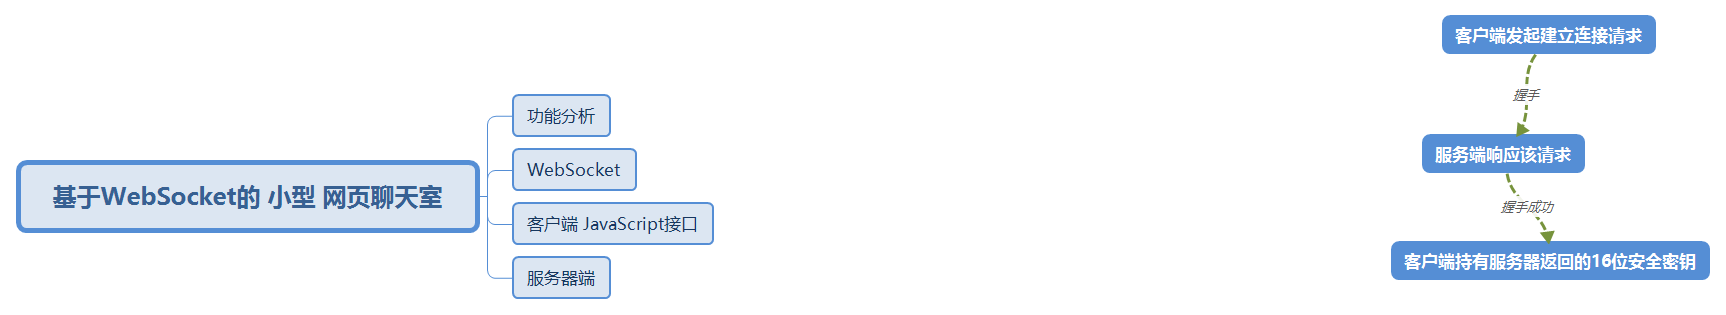 基于WebSocket的 小型 网页聊天室
功能分析
WebSocket
客户端 JavaScript接口
服务器端
客户端发起建立连接请求
握手
服务端响应该请求
握手成功
客户端持有服务器返回的16位安全密钥